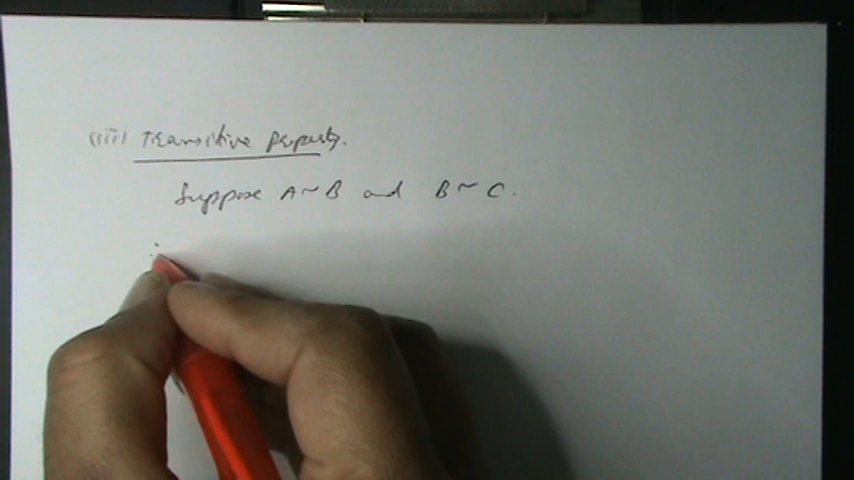 (iii) Transitive Property.
Suppose A ~ B and B ~ C.
∴